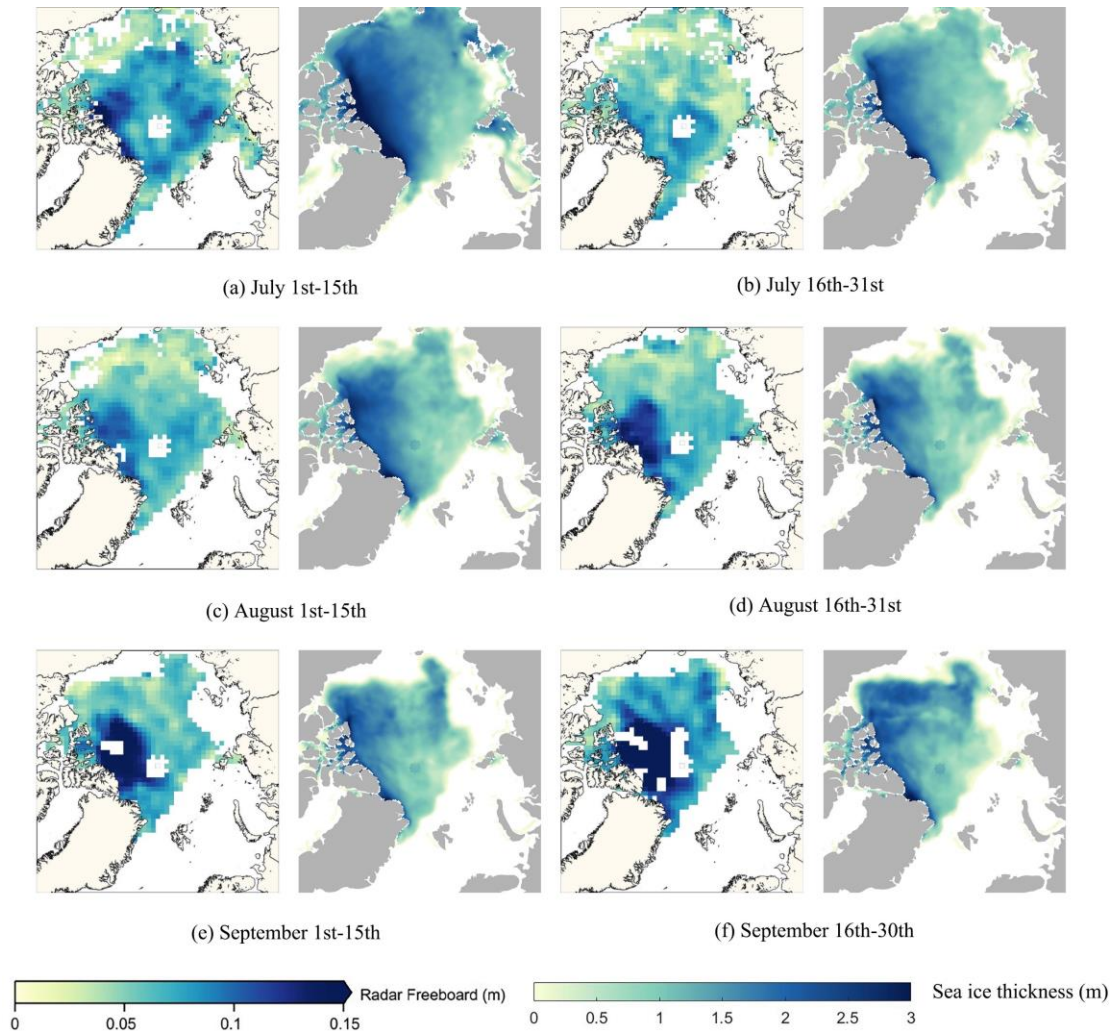 (a) July 1st-15th
(b) July 16th-31st
(c) August 1st-15th
(d) August 16th-31st
(e) September 1st-15th
(f) September 16th-30th
Radar Freeboard (m)
0 0.05 0.1 0.15
Sea ice thickness (m)
0 0.5 1 1.5 2 2.5 3